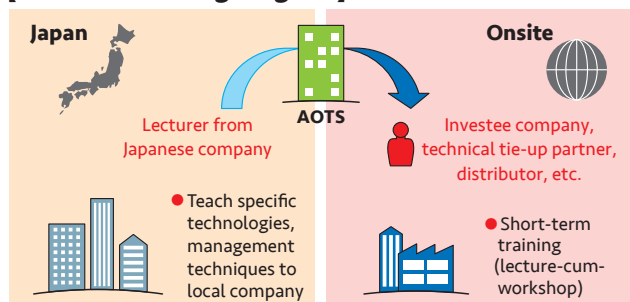 Japan
Onsite
AOTS
Lecturer from
Japanese company
Investee company,
technical tie-up partner,
distributor, etc.
● Teach specific
technologies,
management
techniques to
local company
● Short-term
training
(lecture-cum-
workshop)